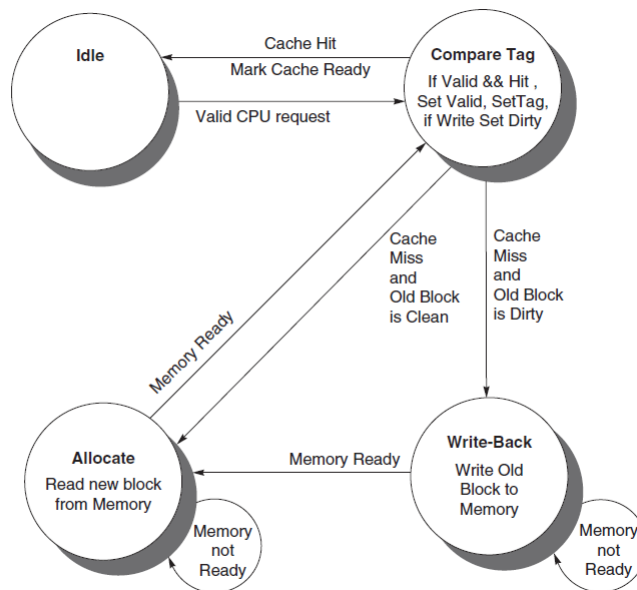 Idle
Cache Hit
Mark Cache Ready
Valid CPU request
Compare Tag
If Valid && Hit ,
Set Valid, SetTag,
if Write Set Dirty
Cache
Miss
and
Old Block
is Clean
Cache
Miss
and
Old Block
is Dirty
Memory Ready
Allocate
Read new block
from Memory
Memory
not
Ready
Memory Ready
Write-Back
Write Old
Block to
Memory
Memory
not
Ready